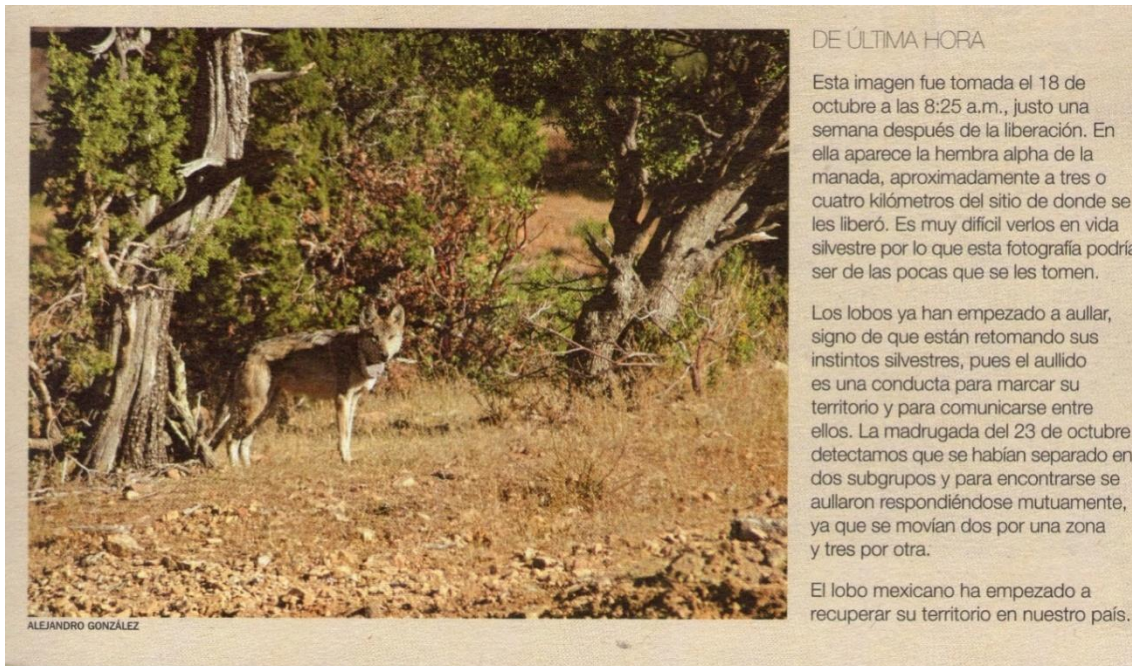 DE ÚLTIMA HORA
Esta imagen fue tomada el 18 de
octubre a las 8:25 a.m., justo una
semana después de la liberación. En
ella aparece la hembra alpha de la
manada, aproximadamente a tres o
cuatro kilómetros del sitio de donde se
les liberó. Es muy difícil verlos en vida
silvestre por lo que esta fotografía podría
ser de las pocas que se les tomen.
Los lobos ya han empezado a aullar,
signo de que están retomando sus
instintos silvestres, pues el aullido
es una conducta para marcar su
territorio y para comunicarse entre
ellos. La madrugada del 23 de octubre
detectamos que se habían separado en
dos subgrupos y para encontrarse se
aullaron respondiéndose mutuamente,
ya que se movían dos por una zona
y tres por otra.
El lobo mexicano ha empezado a
recuperar su territorio en nuestro país.
ALEJANDRO GONZÁLEZ